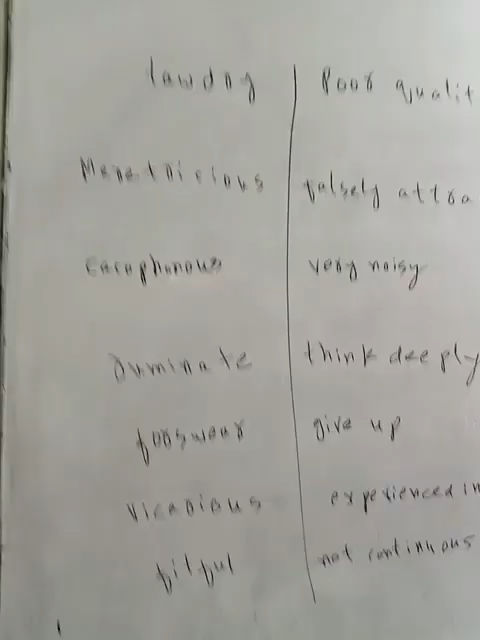 tawdry Poor qualit
Meretricious falsely attra
cacophonous very noisy
ruminate think deeply
forswear give up
vicarious experienced in
fitful not continuous